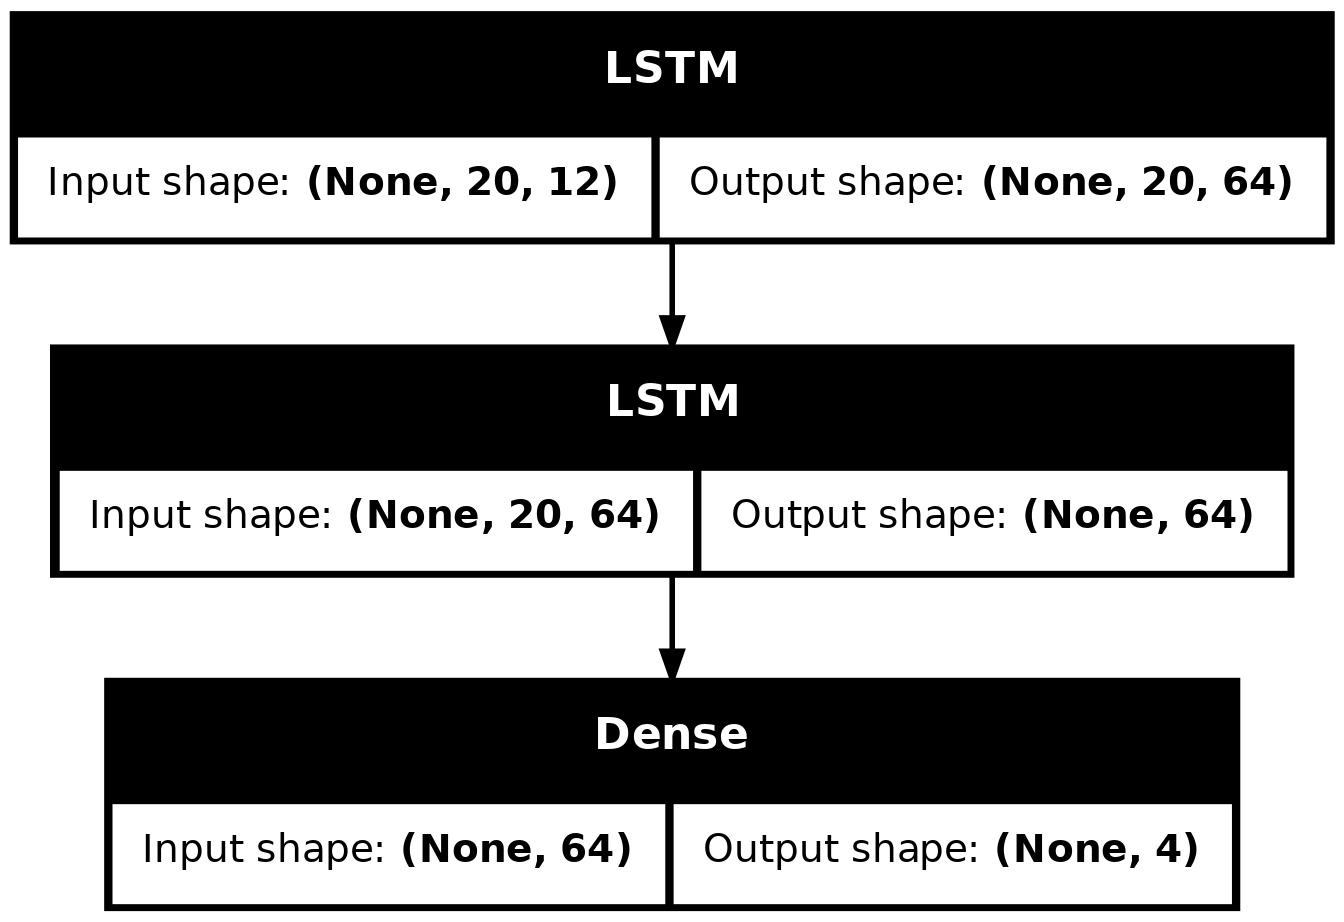 LSTM
Input shape: (None, 20, 12) Output shape: (None, 20, 64)
LSTM
Input shape: (None, 20, 64) Output shape: (None, 64)
Dense
Input shape: (None, 64) Output shape: (None, 4)